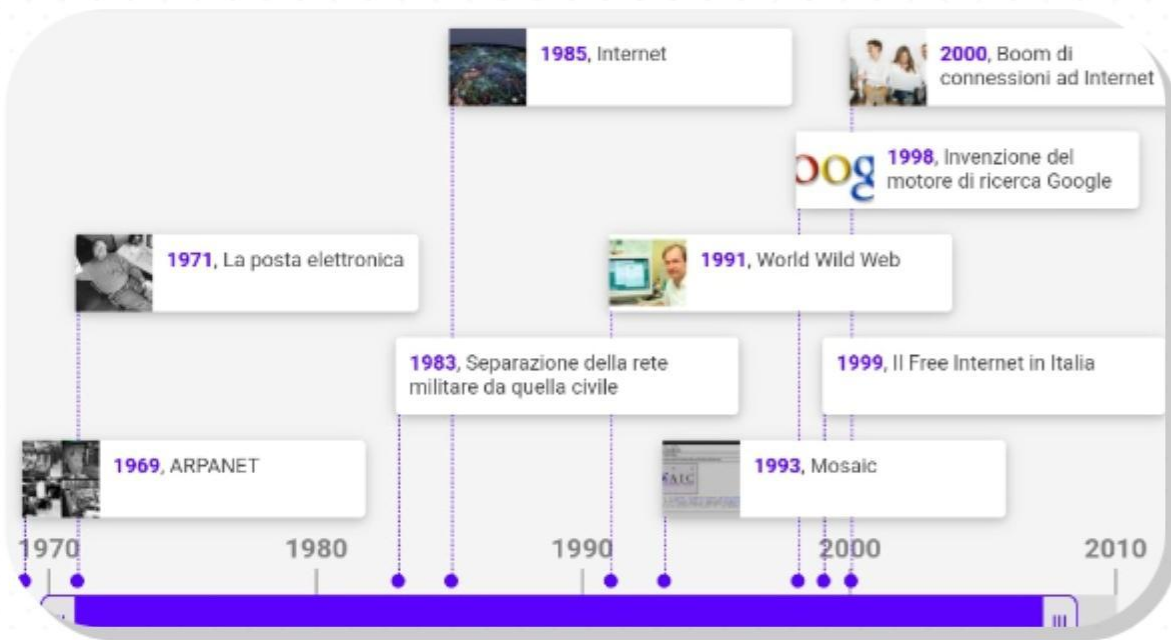 1985, Internet
2000, Boom di
connessioni ad Internet
oog
1998, Invenzione del
motore di ricerca Google
1971, La posta elettronica
1991, World Wild Web
1983, Separazione della rete
militare da quella civile
1999, Il Free Internet in Italia
1969, ARPANET
AIC
1993, Mosaic
1970
1980
1990
2000
2010